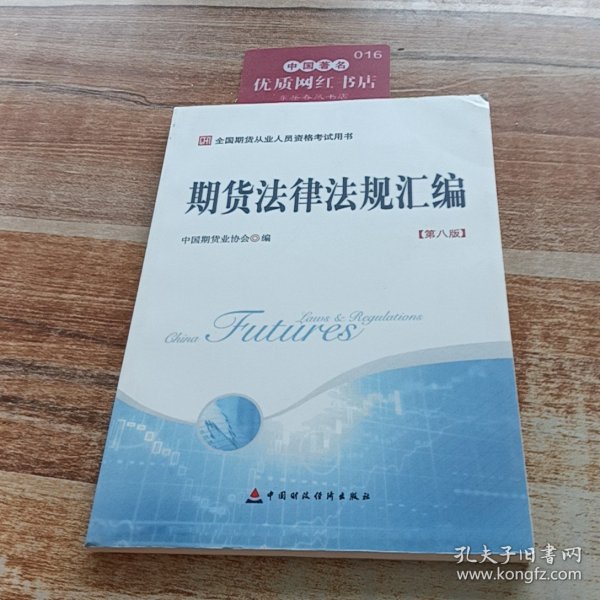 016
中国著名
优质网红书店
全国期货从业人员资格考试用书
期货法律法规汇编
【第八版】
中国期货业协会◎编
Laws & Regulations
China Futures
中国财政经济出版社
孔夫子旧书网
www.kongfz.com